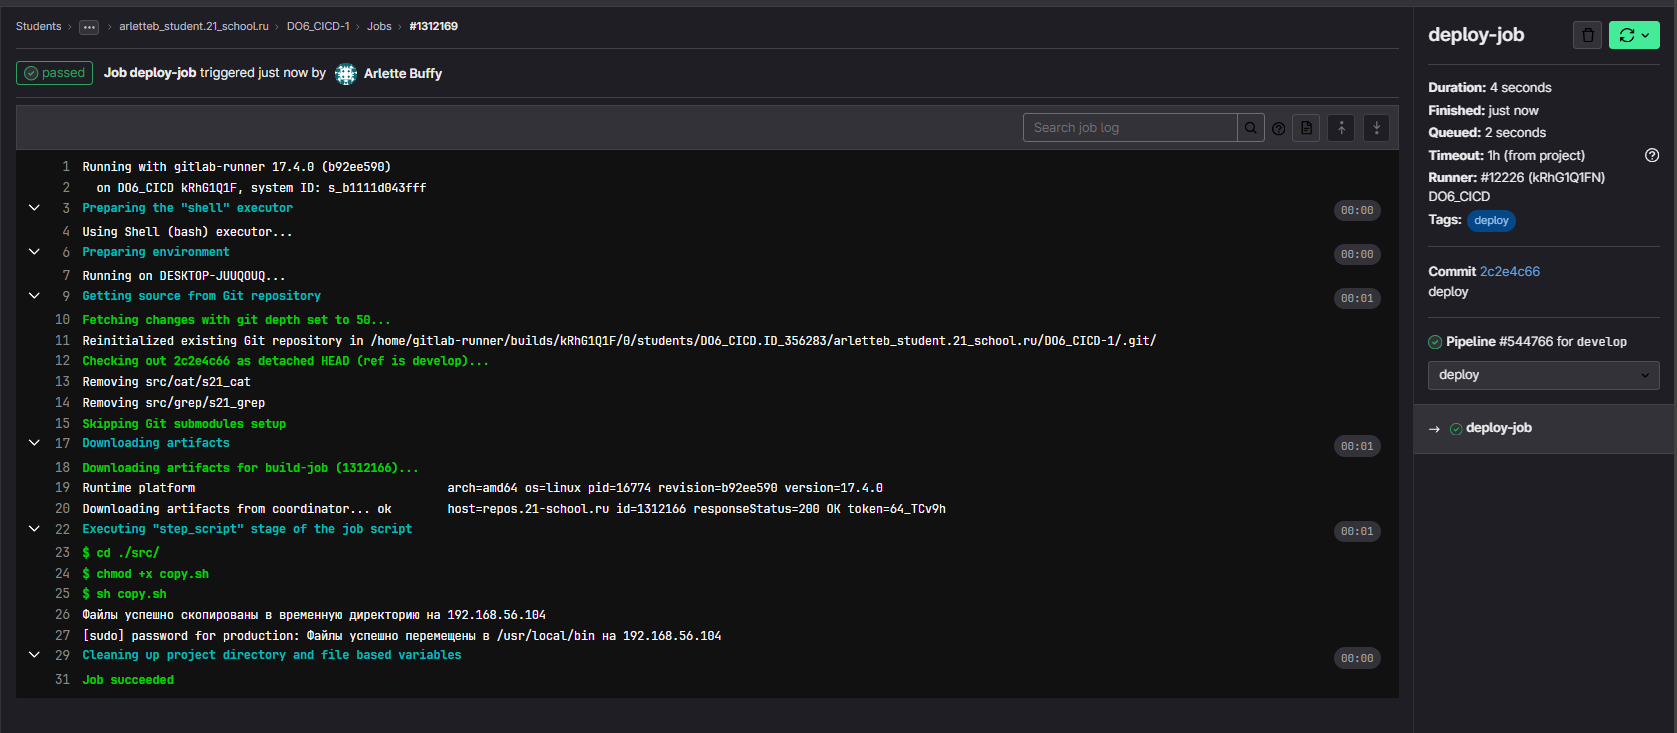 Students > ... > arletteb_student.21_school.ru > DO6_CICD-1 > Jobs > #1312169
passed Job deploy-job triggered just now by Arlette Buffy
Search job log
1 Running with gitlab-runner 17.4.0 (b92ee590)
2 on DO6_CICD kRhG1Q1F, system ID: s_b1111d043fff
3 Preparing the "shell" executor 00:00
4 Using Shell (bash) executor...
6 Preparing environment 00:00
7 Running on DESKTOP-JUUQOUQ...
9 Getting source from Git repository 00:01
10 Fetching changes with git depth set to 50...
11 Reinitialized existing Git repository in /home/gitlab-runner/builds/kRhG1Q1F/0/students/DO6_CICD.ID_356283/arletteb_student.21_school.ru/DO6_CICD-1/.git/
12 Checking out 2c2e4c66 as detached HEAD (ref is develop)...
13 Removing src/cat/s21_cat
14 Removing src/grep/s21_grep
15 Skipping Git submodules setup
17 Downloading artifacts 00:01
18 Downloading artifacts for build-job (1312166)...
19 Runtime platform arch=amd64 os=linux pid=16774 revision=b92ee590 version=17.4.0
20 Downloading artifacts from coordinator... ok host=repos.21-school.ru id=1312166 responseStatus=200 OK token=64_TCv9h
22 Executing "step_script" stage of the job script 00:01
23 $ cd ./src/
24 $ chmod +x copy.sh
25 $ sh copy.sh
26 Файлы успешно скопированы в временную директорию на 192.168.56.104
27 [sudo] password for production: Файлы успешно перемещены в /usr/local/bin на 192.168.56.104
29 Cleaning up project directory and file based variables 00:00
31 Job succeeded
deploy-job
Duration: 4 seconds
Finished: just now
Queued: 2 seconds
Timeout: 1h (from project)
Runner: #12226 (kRhG1Q1FN)
DO6_CICD
Tags: deploy
Commit 2c2e4c66
deploy
Pipeline #544766 for develop
deploy
→ deploy-job